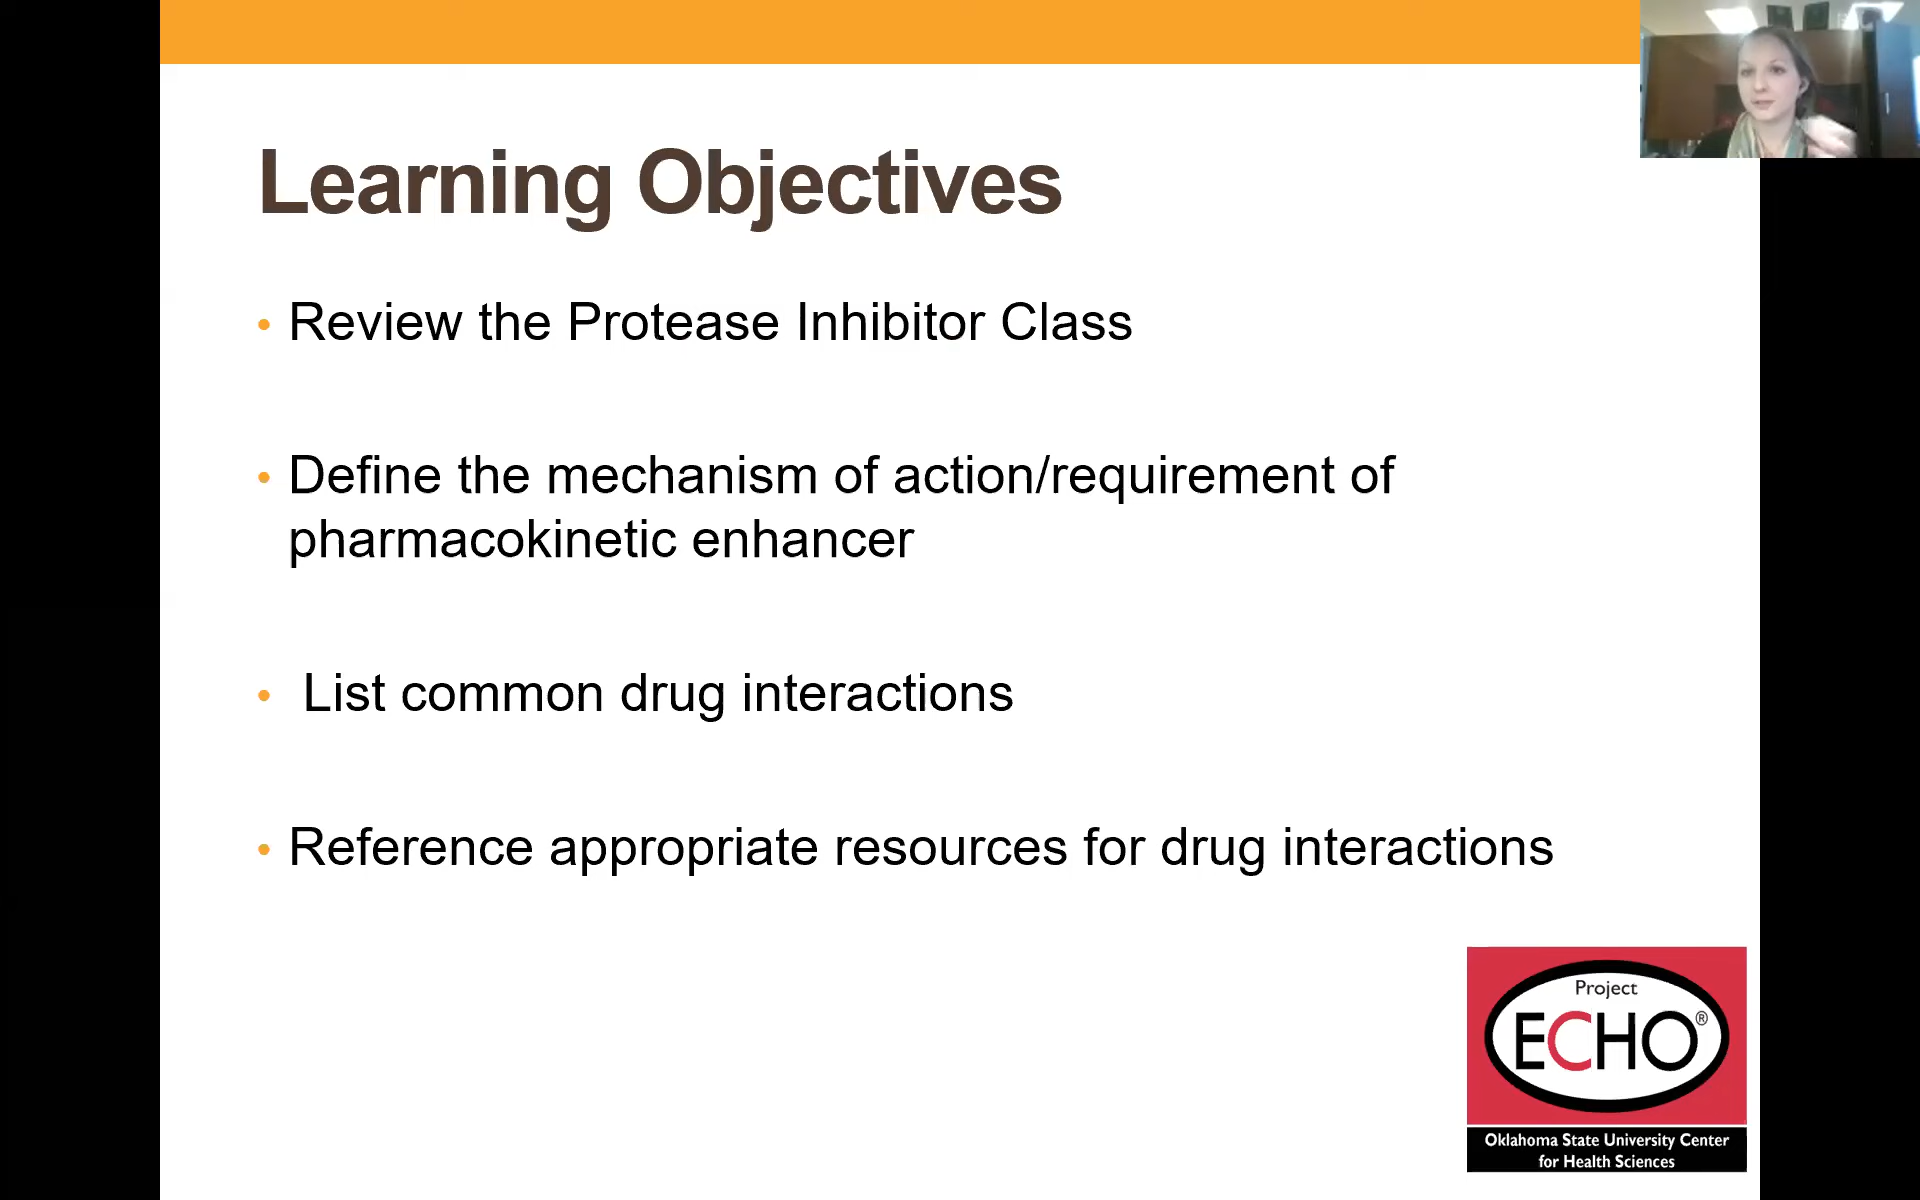 Learning Objectives
• Review the Protease Inhibitor Class
• Define the mechanism of action/requirement of
pharmacokinetic enhancer
• List common drug interactions
• Reference appropriate resources for drug interactions
Project
ECHO®
Oklahoma State University Center
for Health Sciences